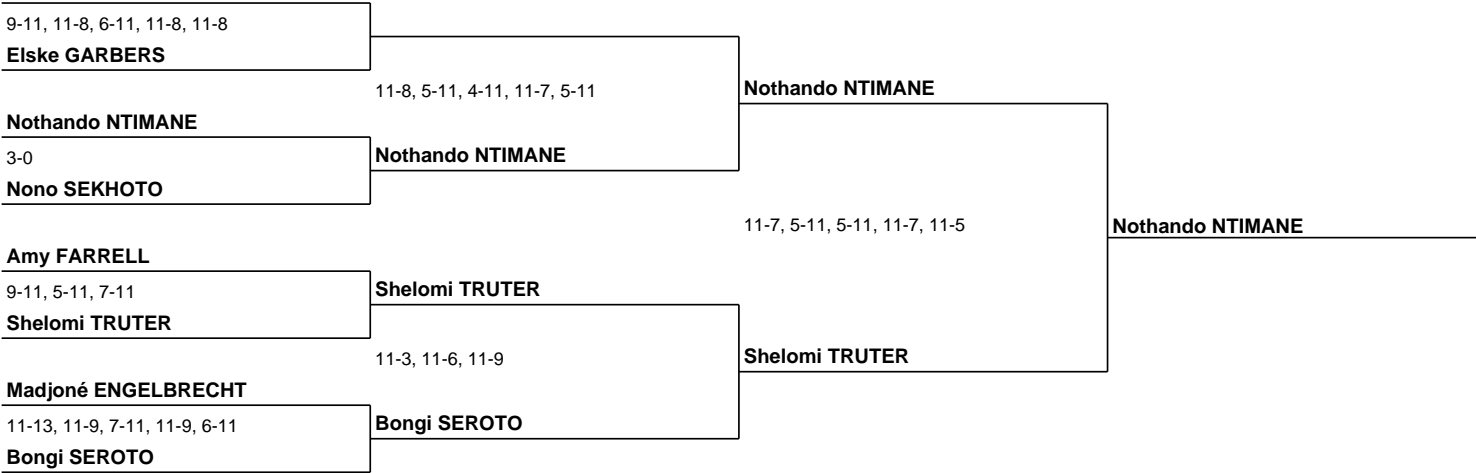 9-11, 11-8, 6-11, 11-8, 11-8
Elske GARBERS
11-8, 5-11, 4-11, 11-7, 5-11
Nothando NTIMANE
Nothando NTIMANE
3-0
Nothando NTIMANE
Nono SEKHOTO
11-7, 5-11, 5-11, 11-7, 11-5
Nothando NTIMANE
Amy FARRELL
9-11, 5-11, 7-11
Shelomi TRUTER
Shelomi TRUTER
11-3, 11-6, 11-9
Shelomi TRUTER
Madjoné ENGELBRECHT
11-13, 11-9, 7-11, 11-9, 6-11
Bongi SEROTO
Bongi SEROTO